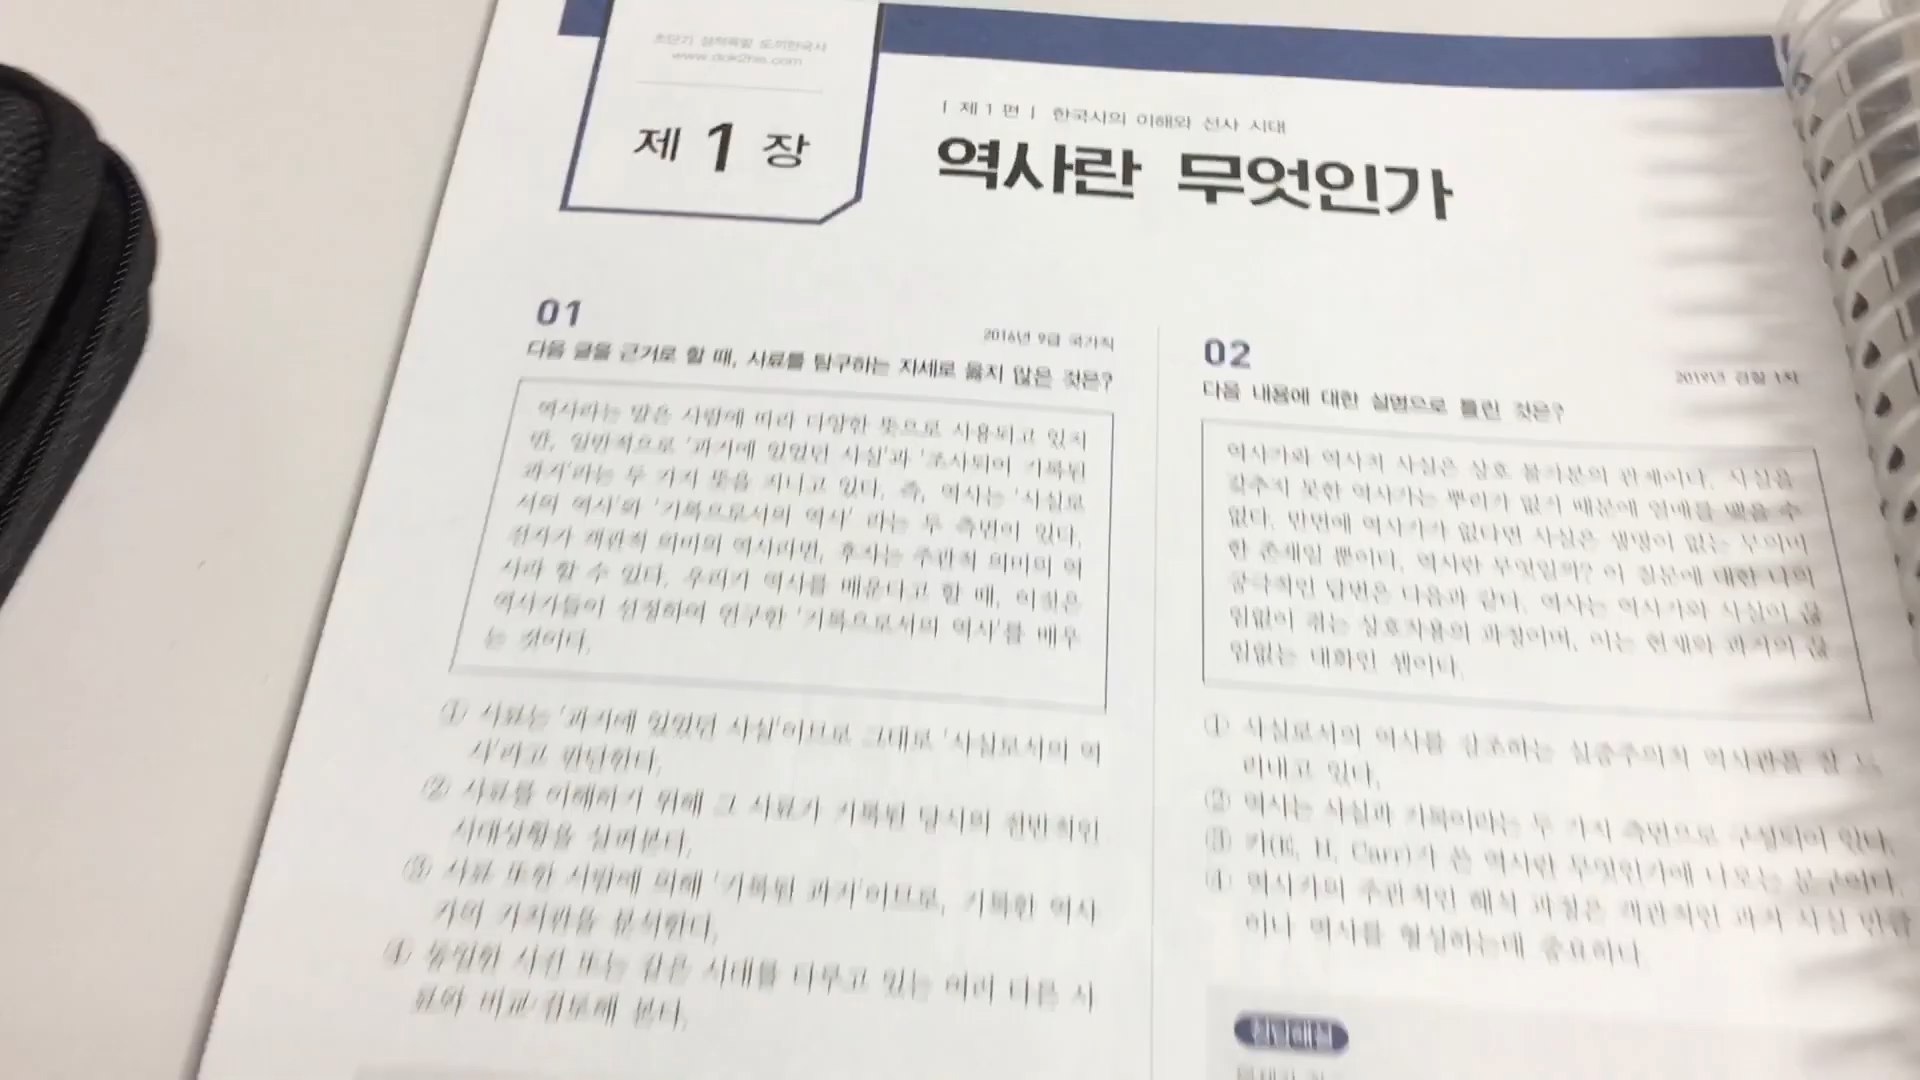 제 1 장
| 제 1 편 | 한국사의 이해와 선사 시대
역사란 무엇인가
01
2016년 9급 국가직
다음 글을 근거로 할 때, 사료를 탐구하는 자세로 옳지 않은 것은?
역사라는 말은 사람에 따라 다양한 뜻으로 사용되고 있지
만, 일반적으로 '과거에 있었던 사실'과 '조사되어 기록된
과거'라는 두 가지 뜻을 지니고 있다. 즉, 역사는 '사실로
서의 역사'와 '기록으로서의 역사' 라는 두 측면이 있다.
전자가 객관적 의미의 역사라면, 후자는 주관적 의미의 역
사라 할 수 있다. 우리가 역사를 배운다고 할 때, 이것은
역사가들이 선정하여 연구한 '기록으로서의 역사'를 배우
는 것이다.
① 사료는 '과거에 있었던 사실'이므로 그대로 '사실로서의 역
사'라고 판단한다.
② 사료를 이해하기 위해 그 사료가 기록된 당시의 전반적인
시대상황을 살펴본다.
③ 사료 또한 사람에 의해 '기록된 과거'이므로, 기록한 역사
가의 가치관을 분석한다.
④ 동일한 사건 또는 같은 시대를 다루고 있는 여러 다른 사
료와 비교·검토해 본다.
02
2019년 경찰 1차
다음 내용에 대한 설명으로 틀린 것은?
역사가와 역사적 사실은 상호 불가분의 관계이다. 사실을
갖추지 못한 역사가는 뿌리가 없기 때문에 열매를 맺을 수
없다. 반면에 역사가가 없다면 사실은 생명이 없는 무의미
한 존재일 뿐이다. 역사란 무엇일까? 이 질문에 대한 나의
궁극적인 답변은 다음과 같다. 역사는 역사가와 사실이 끊
임없이 겪는 상호작용의 과정이며, 이는 현재와 과거의 끊
임없는 대화인 셈이다.
① 사실로서의 역사를 강조하는 실증주의적 역사관을 잘 드
러내고 있다.
② 역사는 사실과 기록이라는 두 가지 측면으로 구성되어 있다.
③ 카(E. H. Carr)가 쓴 역사란 무엇인가에 나오는 문구이다.
④ 역사가의 주관적인 해석 과정은 객관적인 과거 사실 만큼
이나 역사를 형성하는데 중요하다.